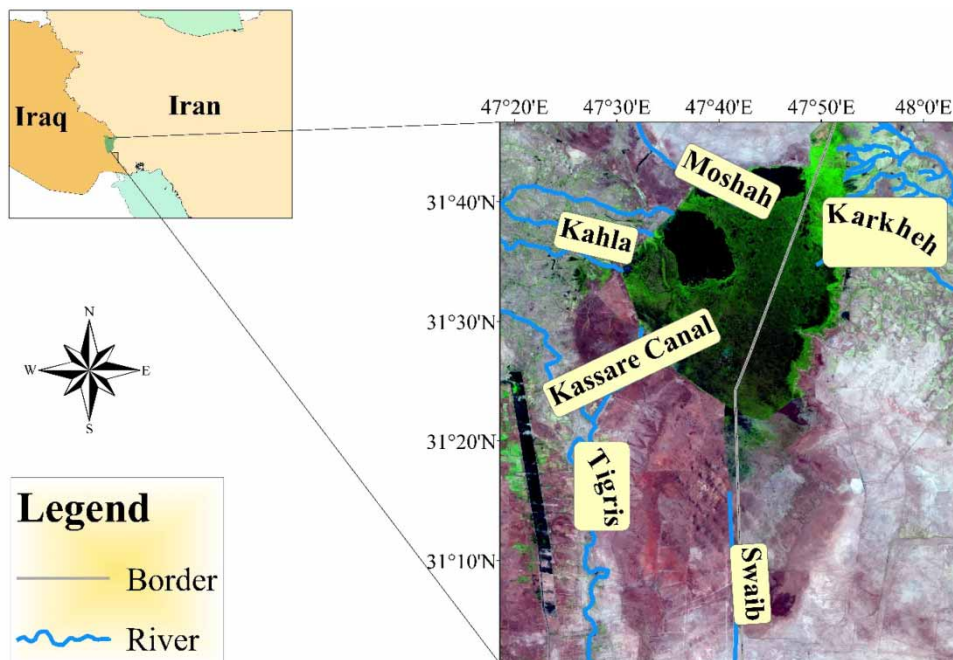 Iraq
Iran
47°20'E 47°30'E 47°40'E 47°50'E 48°0'E
31°40'N
31°30'N
31°20'N
31°10'N
Moshah
Karkheh
Kahla
Kassare Canal
Tigris
Swaib
N
W E
S
Legend
Border
River